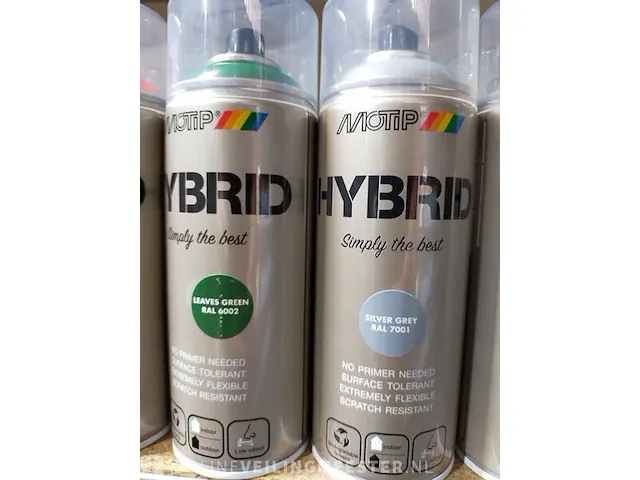 MOTIP®
YBRID
Simply the best
LEAVES GREEN
RAL 6002
NO PRIMER NEEDED
SURFACE TOLERANT
EXTREMELY FLEXIBLE
SCRATCH RESISTANT
indoor
outdoor
Low odour
MOTIP
HYBRID
Simply the best
SILVER GREY
RAL 7001
NO PRIMER NEEDED
SURFACE TOLERANT
EXTREMELY FLEXIBLE
SCRATCH RESISTANT
indoor